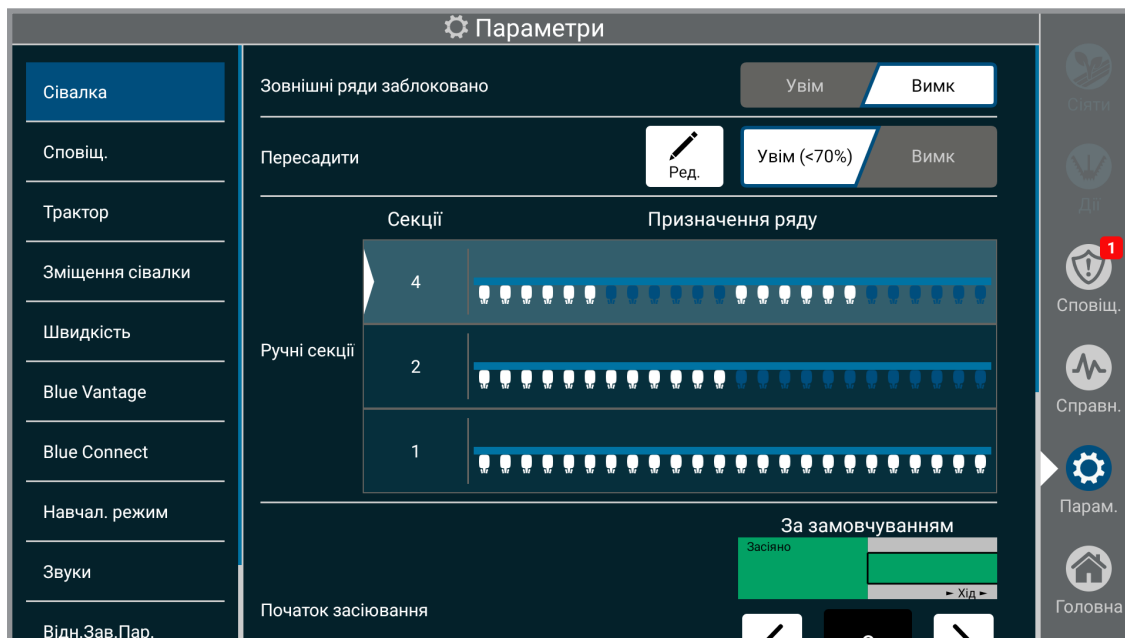 Параметри
Сівалка
Сповіщ.
Трактор
Зміщення сівалки
Швидкість
Blue Vantage
Blue Connect
Навчал. режим
Звуки
Відн.Зав.Пар.
Зовнішні ряди заблоковано
Увім
Вимк
Пересадити
Ред.
Увім (<70%)
Вимк
Секції
Призначення ряду
Ручні секції
4
2
1
За замовчуванням
Засіяно
► Хід ►
Початок засіювання
Сіяти
Дії
1
Сповіщ.
Справн.
Парам.
Головна